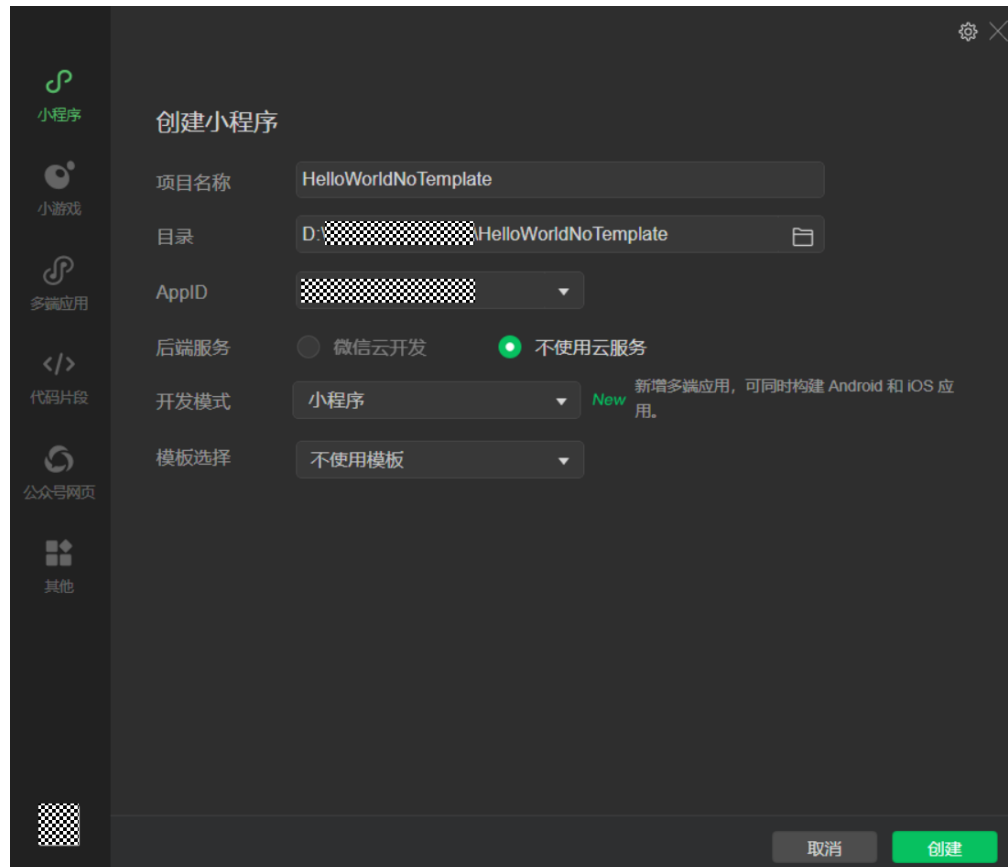 小程序
小游戏
多端应用
</>
代码片段
公众号网页
其他
创建小程序
项目名称
HelloWorldNoTemplate
目录
D:\ \HelloWorldNoTemplate
AppID
后端服务
微信云开发
不使用云服务
开发模式
小程序
New
新增多端应用，可同时构建 Android 和 iOS 应
用。
模板选择
不使用模板
取消
创建